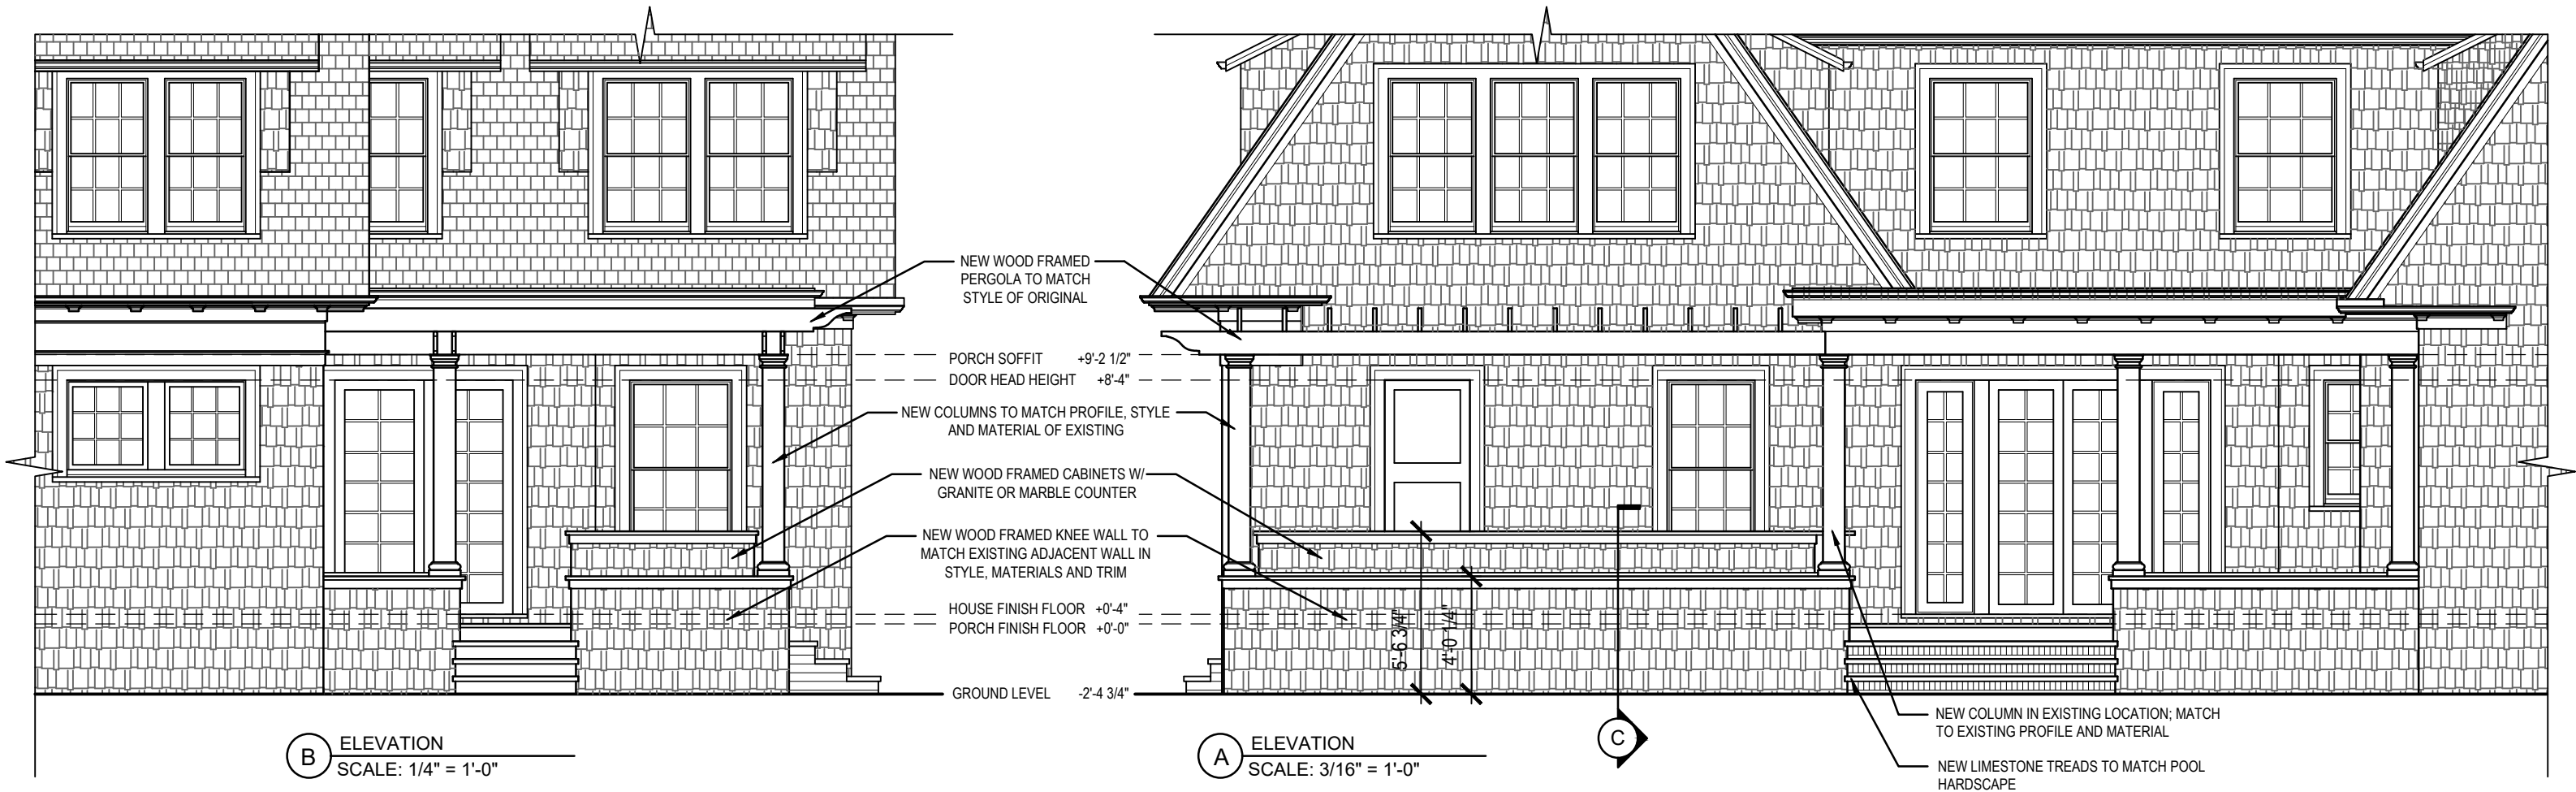 NEW WOOD FRAMED
PERGOLA TO MATCH
STYLE OF ORIGINAL
PORCH SOFFIT +9'-2 1/2"
DOOR HEAD HEIGHT +8'-4"
NEW COLUMNS TO MATCH PROFILE, STYLE
AND MATERIAL OF EXISTING
NEW WOOD FRAMED CABINETS W/
GRANITE OR MARBLE COUNTER
NEW WOOD FRAMED KNEE WALL TO
MATCH EXISTING ADJACENT WALL IN
STYLE, MATERIALS AND TRIM
HOUSE FINISH FLOOR +0'-4"
PORCH FINISH FLOOR +0'-0"
GROUND LEVEL -2'-4 3/4"
5'-6 3/4"
4'-0 1/4"
B
ELEVATION
SCALE: 1/4" = 1'-0"
A
ELEVATION
SCALE: 3/16" = 1'-0"
C
NEW COLUMN IN EXISTING LOCATION; MATCH
TO EXISTING PROFILE AND MATERIAL
NEW LIMESTONE TREADS TO MATCH POOL
HARDSCAPE